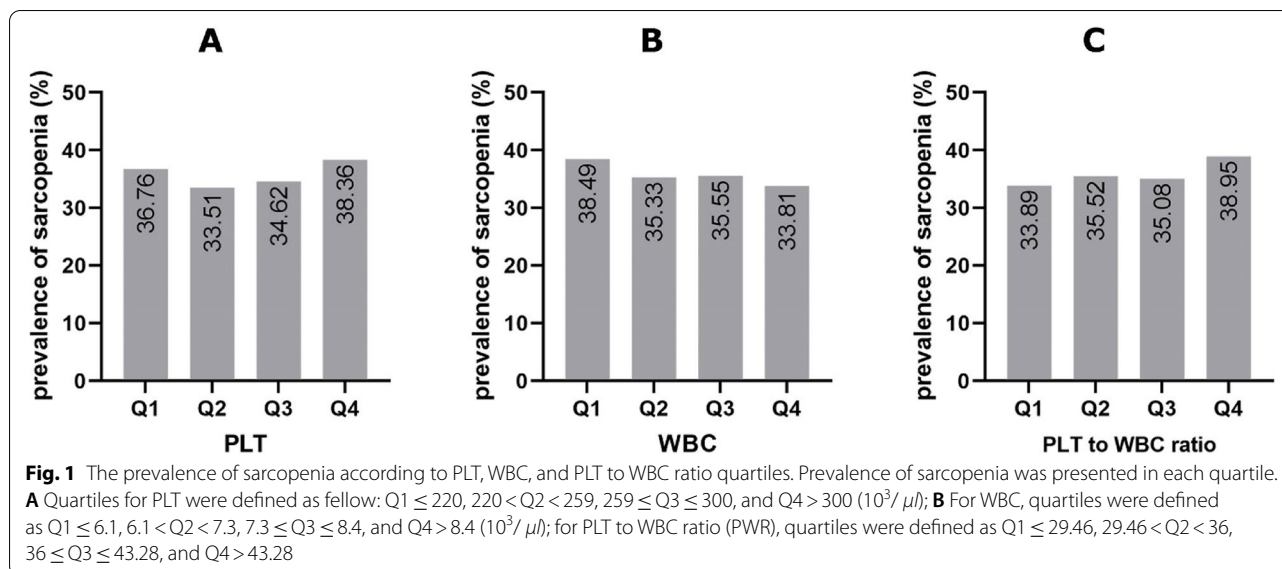 A
B
C
prevalence of sarcopenia (%)
50
40
30
20
10
0
36.76
33.51
34.62
38.36
Q1 Q2 Q3 Q4
PLT
prevalence of sarcopenia (%)
50
40
30
20
10
0
38.49
35.33
35.55
33.81
Q1 Q2 Q3 Q4
WBC
prevalence of sarcopenia (%)
50
40
30
20
10
0
33.89
35.52
35.08
38.95
Q1 Q2 Q3 Q4
PLT to WBC ratio
Fig. 1 The prevalence of sarcopenia according to PLT, WBC, and PLT to WBC ratio quartiles. Prevalence of sarcopenia was presented in each quartile.
A Quartiles for PLT were defined as fellow: Q1 ≤ 220, 220 < Q2 < 259, 259 ≤ Q3 ≤ 300, and Q4 > 300 (10³/ μl); B For WBC, quartiles were defined
as Q1 ≤ 6.1, 6.1 < Q2 < 7.3, 7.3 ≤ Q3 ≤ 8.4, and Q4 > 8.4 (10³/ μl); for PLT to WBC ratio (PWR), quartiles were defined as Q1 ≤ 29.46, 29.46 < Q2 < 36,
36 ≤ Q3 ≤ 43.28, and Q4 > 43.28